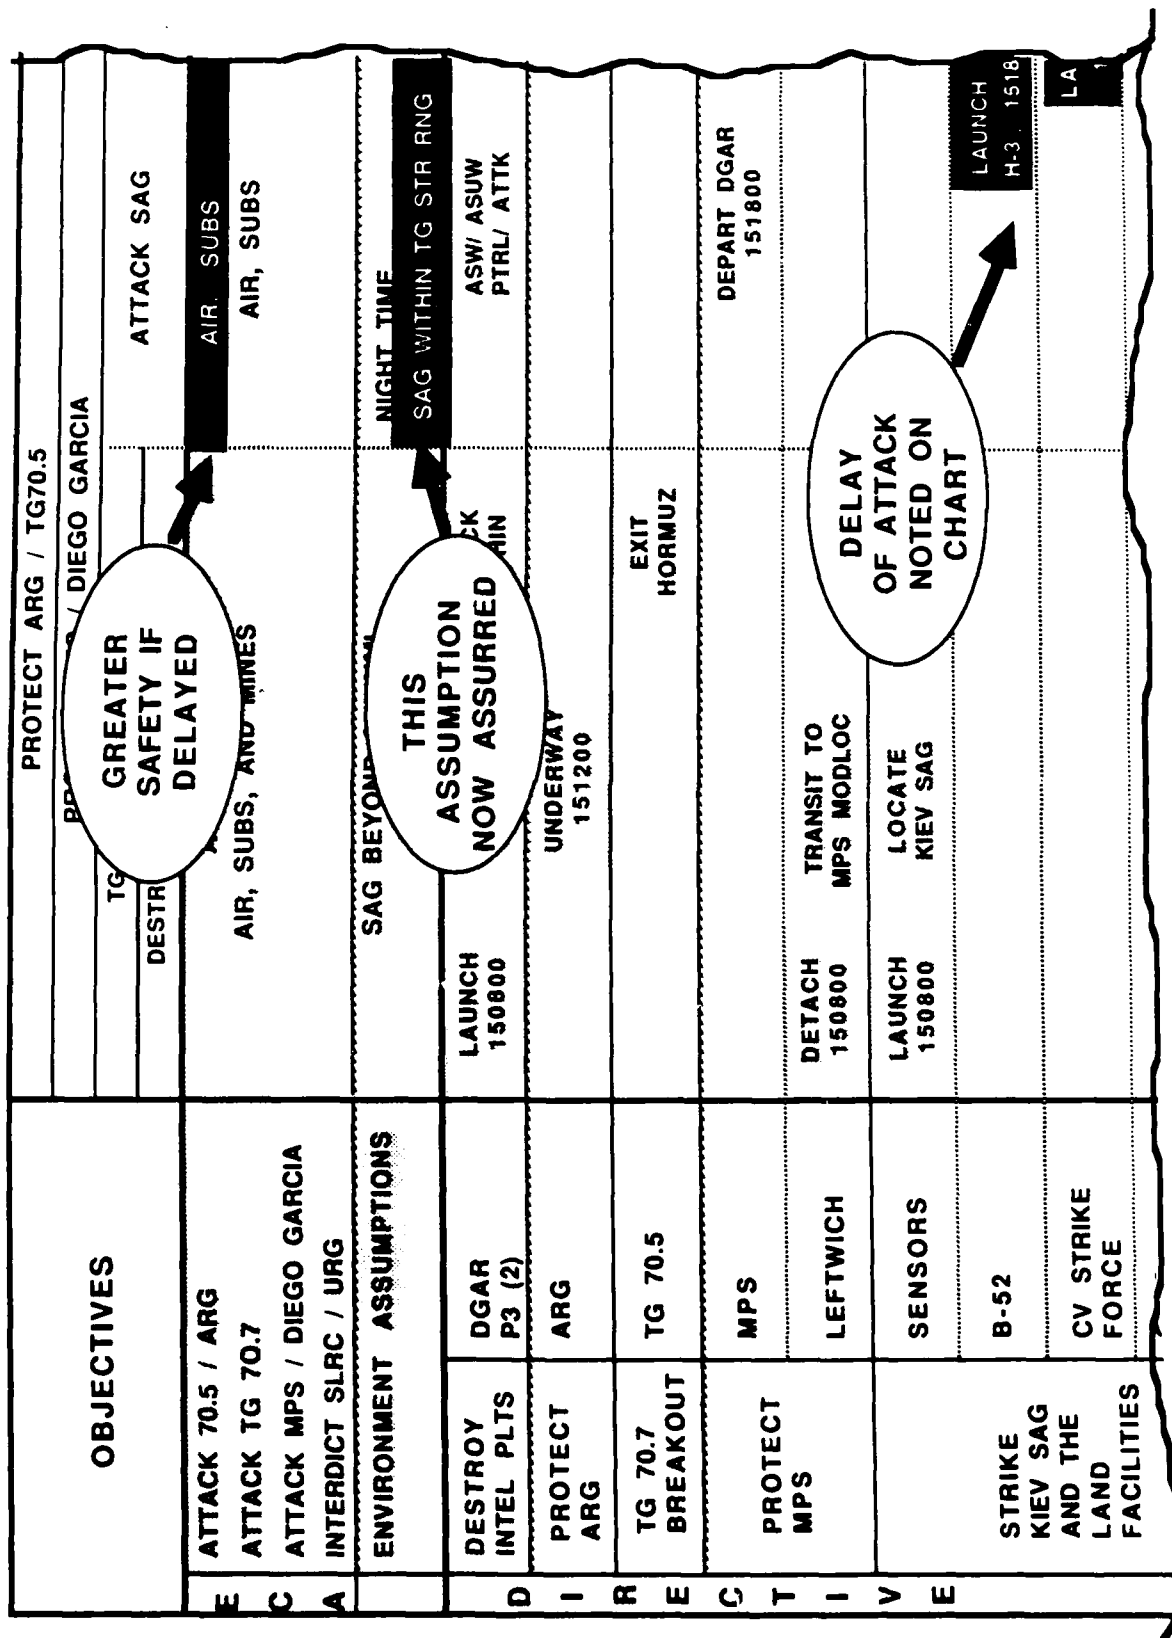 OBJECTIVES
PROTECT ARG / TG70.5
/ DIEGO GARCIA
TG
DESTR
ATTACK SAG
E
C
A
ATTACK 70.5 / ARG
ATTACK TG 70.7
ATTACK MPS / DIEGO GARCIA
INTERDICT SLRC / URG
AIR, SUBS, AND MINES
AIR. SUBS
AIR, SUBS
GREATER
SAFETY IF
DELAYED
ENVIRONMENT ASSUMPTIONS
SAG BEYOND
NIGHT TIME
SAG WITHIN TG STR RNG
THIS
ASSUMPTION
NOW ASSURRED
D
I
R
E
C
T
I
V
E
DESTROY
INTEL PLTS
DGAR
P3 (2)
LAUNCH
150800
CK
HIN
ASW/ ASUW
PTRL/ ATTK
PROTECT
ARG
ARG
UNDERWAY
151200
TG 70.7
BREAKOUT
TG 70.5
EXIT
HORMUZ
PROTECT
MPS
MPS
DEPART DGAR
151800
LEFTWICH
DETACH
150800
TRANSIT TO
MPS MODLOC
STRIKE
KIEV SAG
AND THE
LAND
FACILITIES
SENSORS
LAUNCH
150800
LOCATE
KIEV SAG
DELAY
OF ATTACK
NOTED ON
CHART
B-52
LAUNCH
H-3. 1518
CV STRIKE
FORCE
LA
1